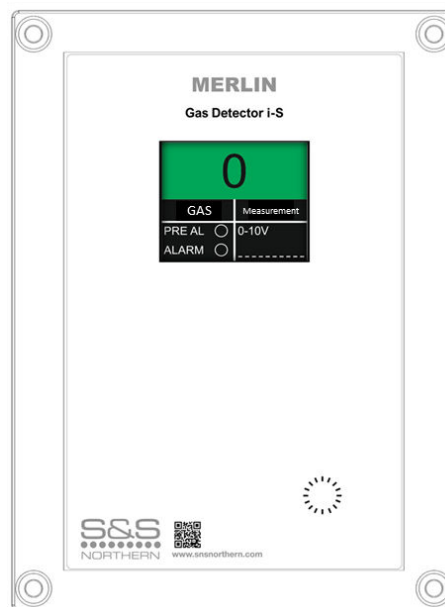 MERLIN
Gas Detector i-S
0
GAS Measurement
PRE AL 0-10V
ALARM
S&S
NORTHERN www.snsnorthern.com